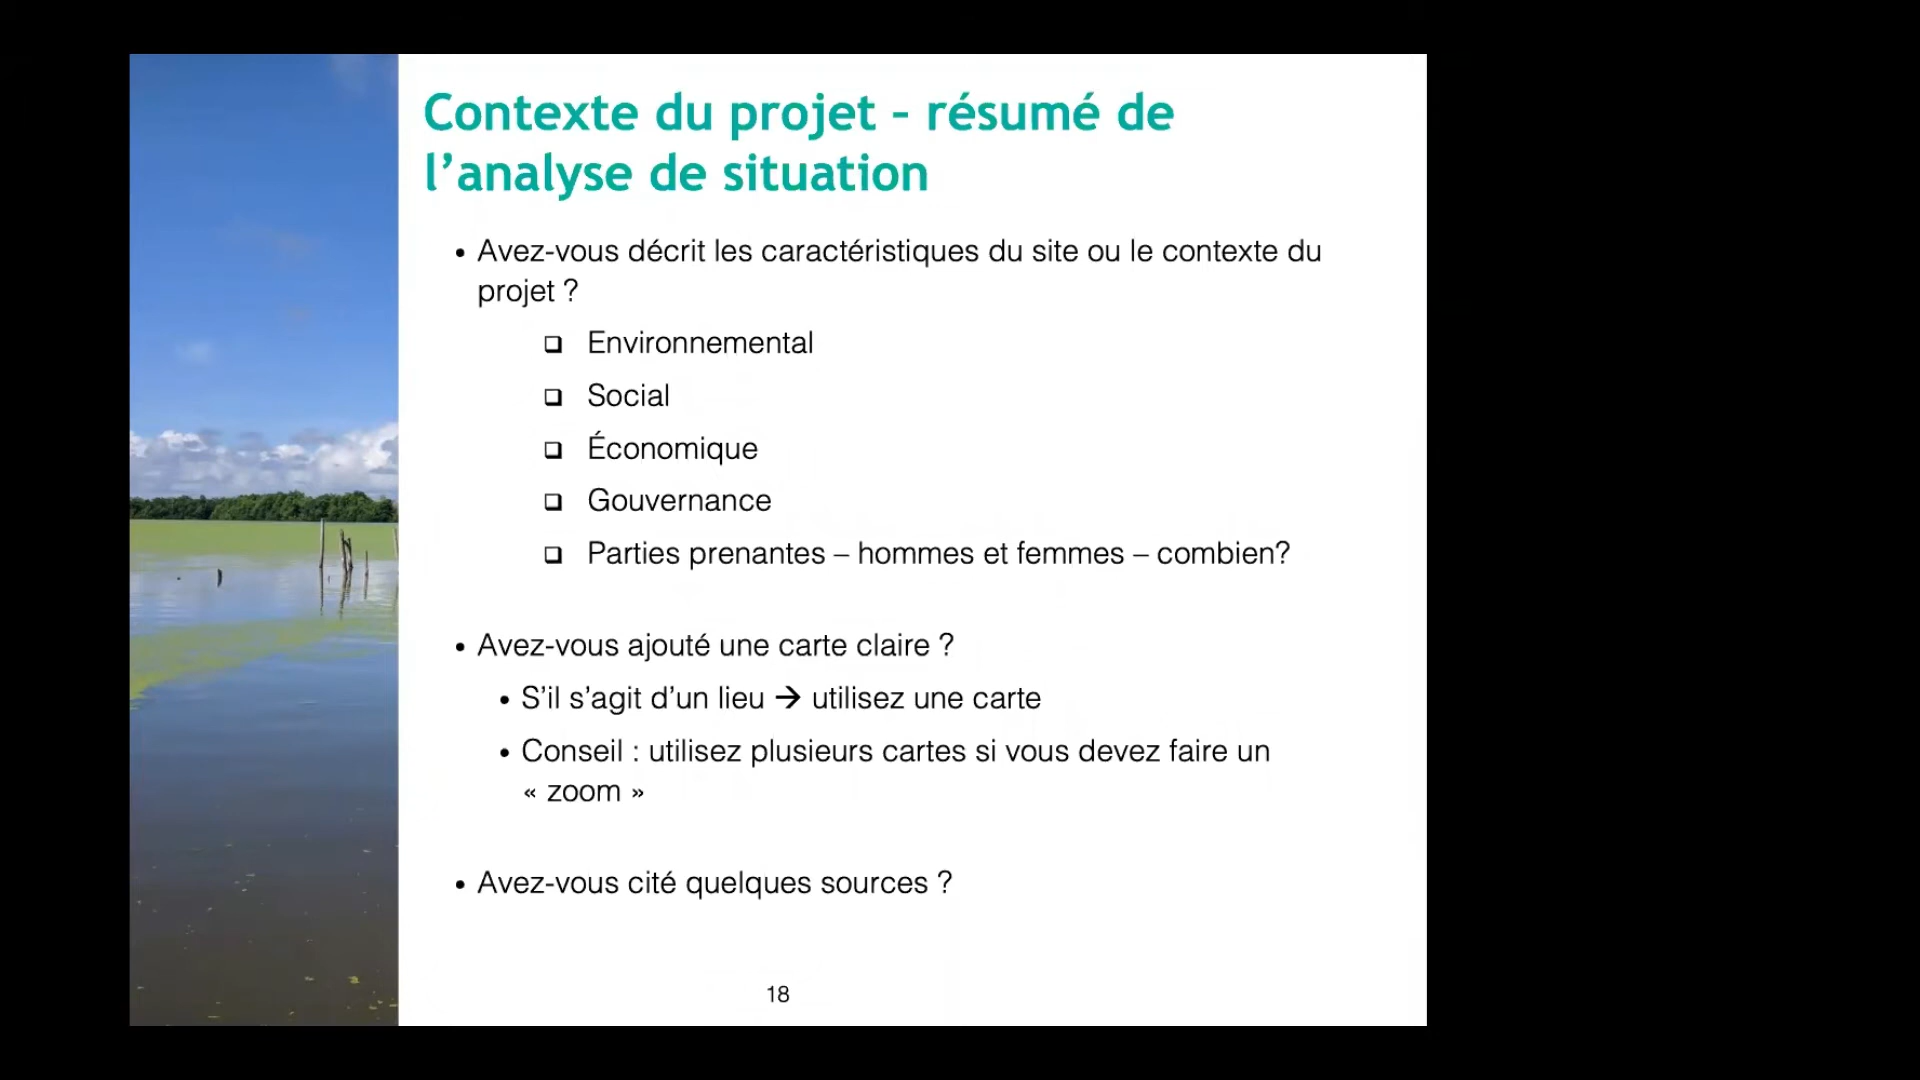 Contexte du projet – résumé de
l’analyse de situation
• Avez-vous décrit les caractéristiques du site ou le contexte du
projet ?
❑ Environnemental
❑ Social
❑ Économique
❑ Gouvernance
❑ Parties prenantes – hommes et femmes – combien?
• Avez-vous ajouté une carte claire ?
• S’il s’agit d’un lieu → utilisez une carte
• Conseil : utilisez plusieurs cartes si vous devez faire un
« zoom »
• Avez-vous cité quelques sources ?
18